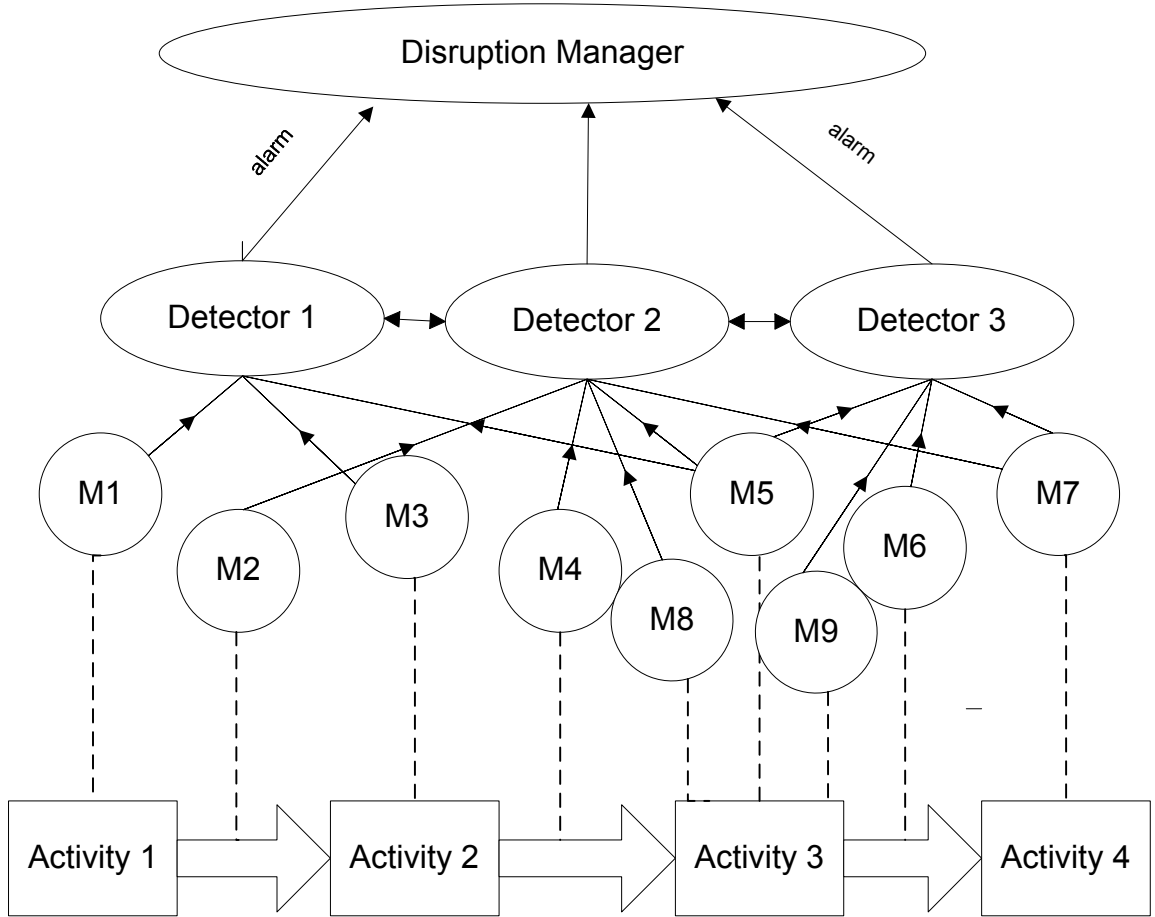 Disruption Manager
alarm
alarm
Detector 1
Detector 2
Detector 3
M1
M2
M3
M4
M5
M6
M7
M8
M9
Activity 1
Activity 2
Activity 3
Activity 4